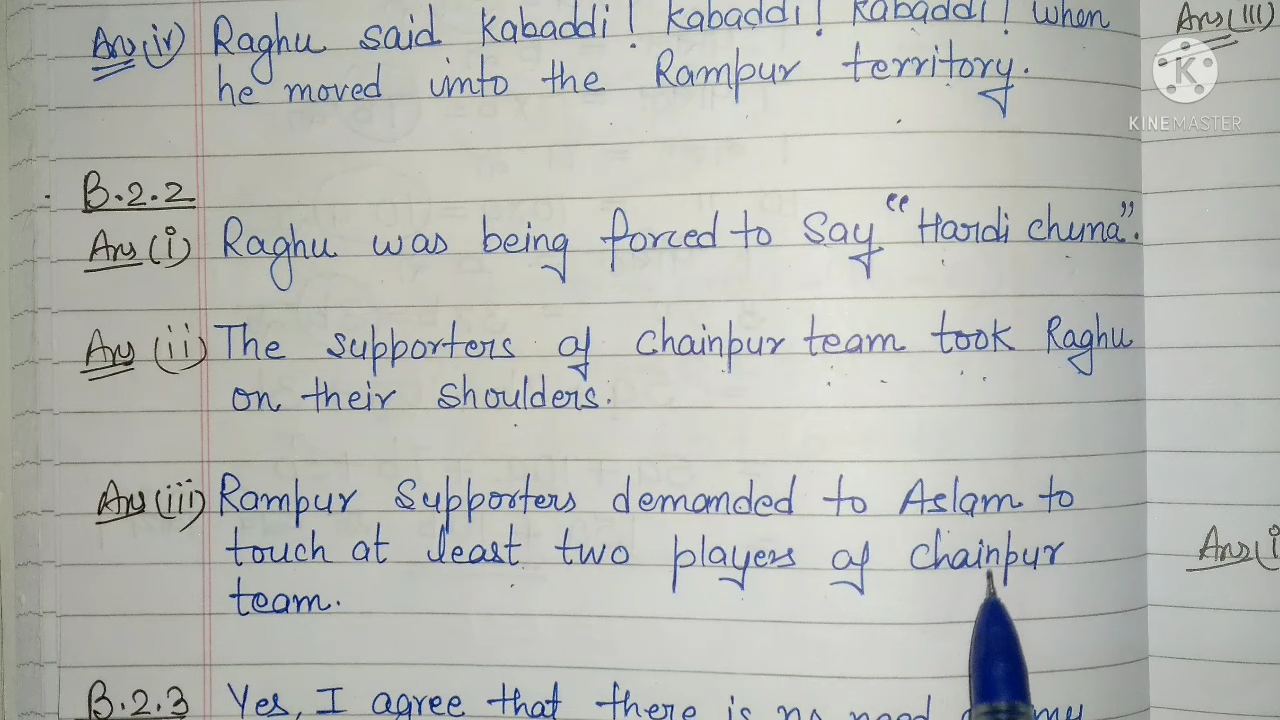 Ans (iv) Raghu said Kabaddi! Kabaddi! Kabaddi! when
he moved into the Rampur territory.
B.2.2
Ans (i) Raghu was being forced to say "Hardi chuna".
Ans (ii) The supporters of chainpur team took Raghu
on their shoulders.
Ans (iii) Rampur supporters demanded to Aslam to
touch at least two players of chainpur
team.
B.2.3 Yes, I agree that there is no need
Ans (iii)
K
KINEMASTER
Ans (i